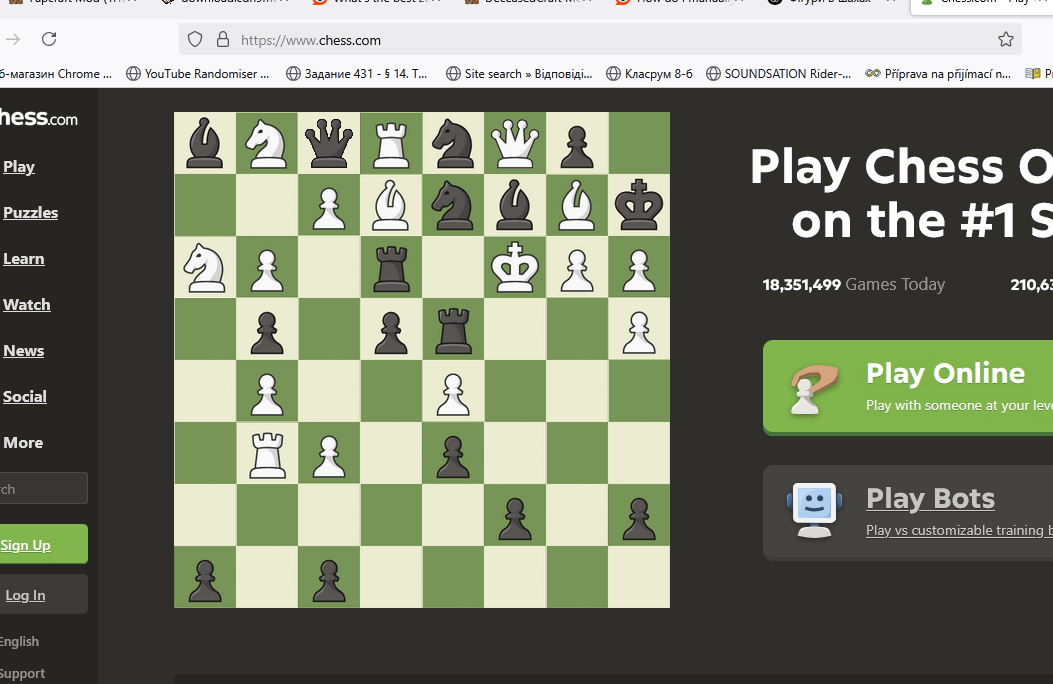 https://www.chess.com
б-магазин Chrome ...
YouTube Randomiser ...
Задание 431 - § 14. Т...
Site search » Відповіді...
Класрум 8-б
SOUNDSATION Rider-...
Příprava na přijímací n...
hess.com
Play
Puzzles
Learn
Watch
News
Social
More
rch
Sign Up
Log In
English
Support
Play Chess O
on the #1 S
18,351,499 Games Today
210,63
Play Online
Play with someone at your leve
Play Bots
Play vs customizable training b